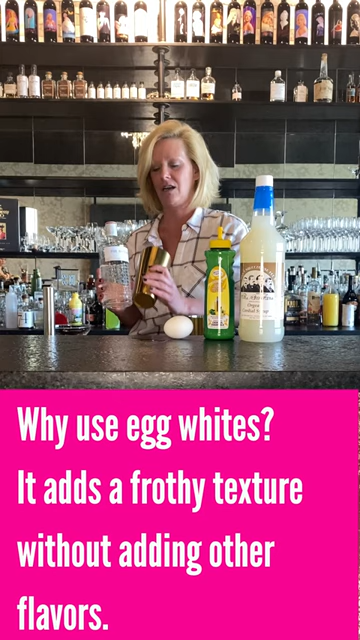 Why use egg whites?
It adds a frothy texture
without adding other
flavors.